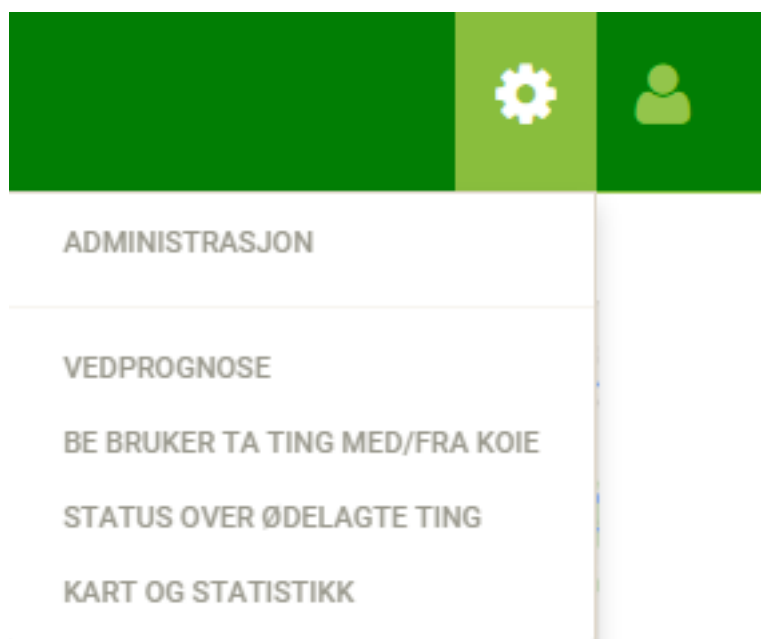 ADMINISTRASJON
VEDPROGNOSE
BE BRUKER TA TING MED/FRA KOIE
STATUS OVER ØDELAGTE TING
KART OG STATISTIKK